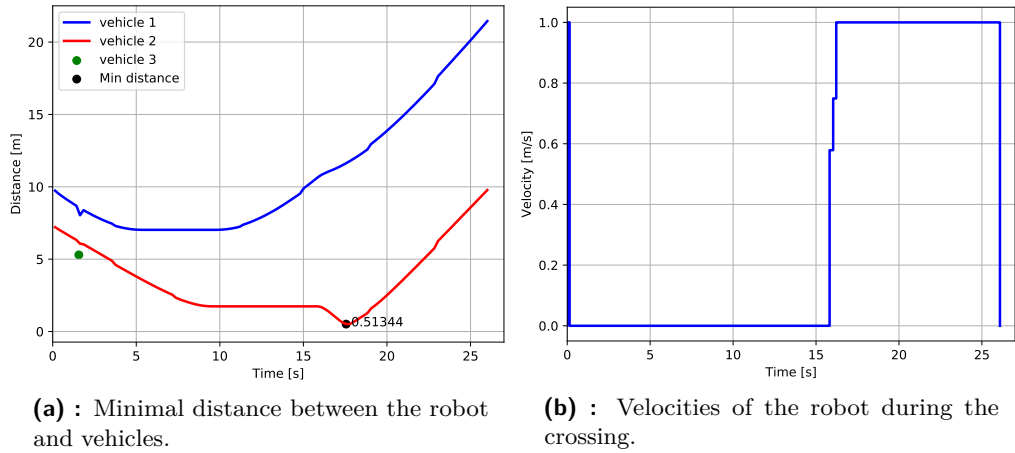 vehicle 1
vehicle 2
vehicle 3
Min distance
20
15
10
5
0
Distance [m]
0.51344
0 5 10 15 20 25
Time [s]
1.0
0.8
0.6
0.4
0.2
0.0
Velocity [m/s]
0 5 10 15 20 25
Time [s]
(a) : Minimal distance between the robot
and vehicles.
(b) : Velocities of the robot during the
crossing.